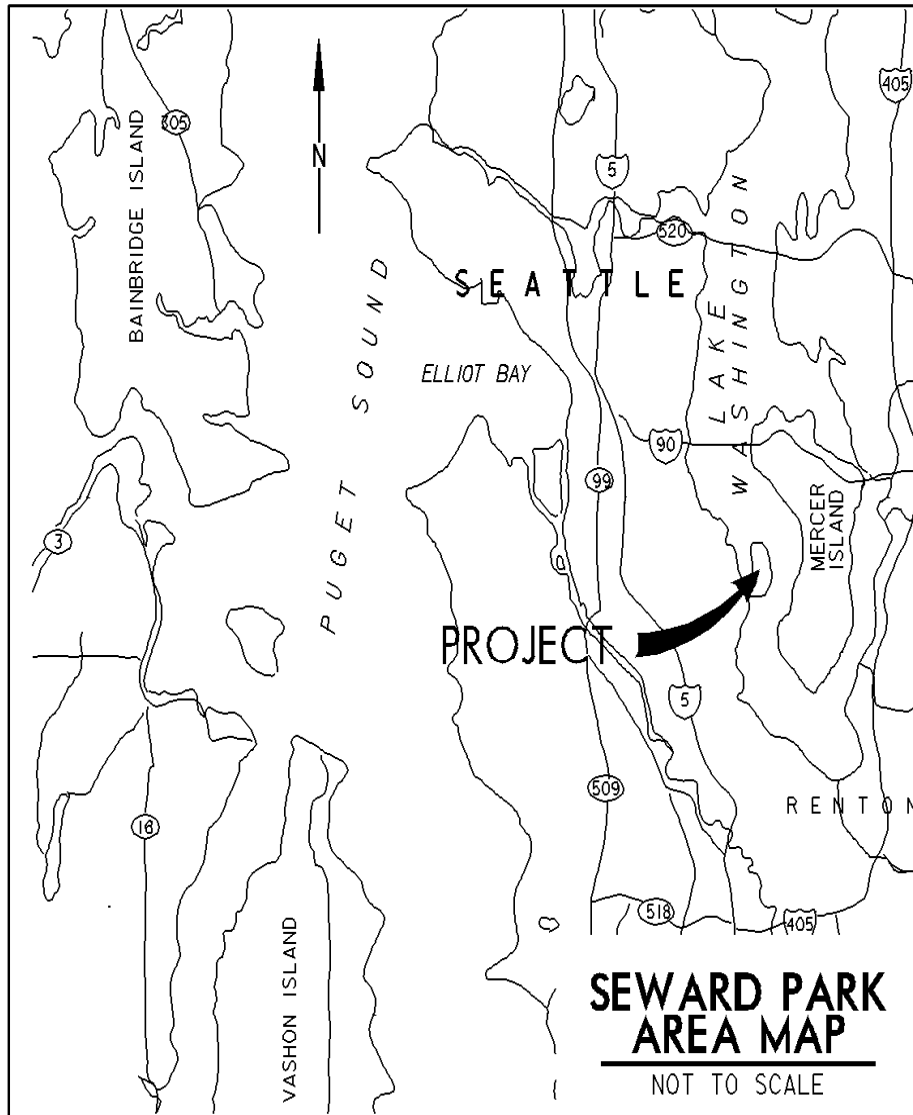 405
305
BAINBRIDGE ISLAND
N
5
520
SEATTLE
LAKE
WASHINGTON
PUGET SOUND
ELLIOT BAY
90
99
MERCER
ISLAND
3
PROJECT
5
509
RENTON
16
518
405
VASHON ISLAND
SEWARD PARK
AREA MAP
NOT TO SCALE